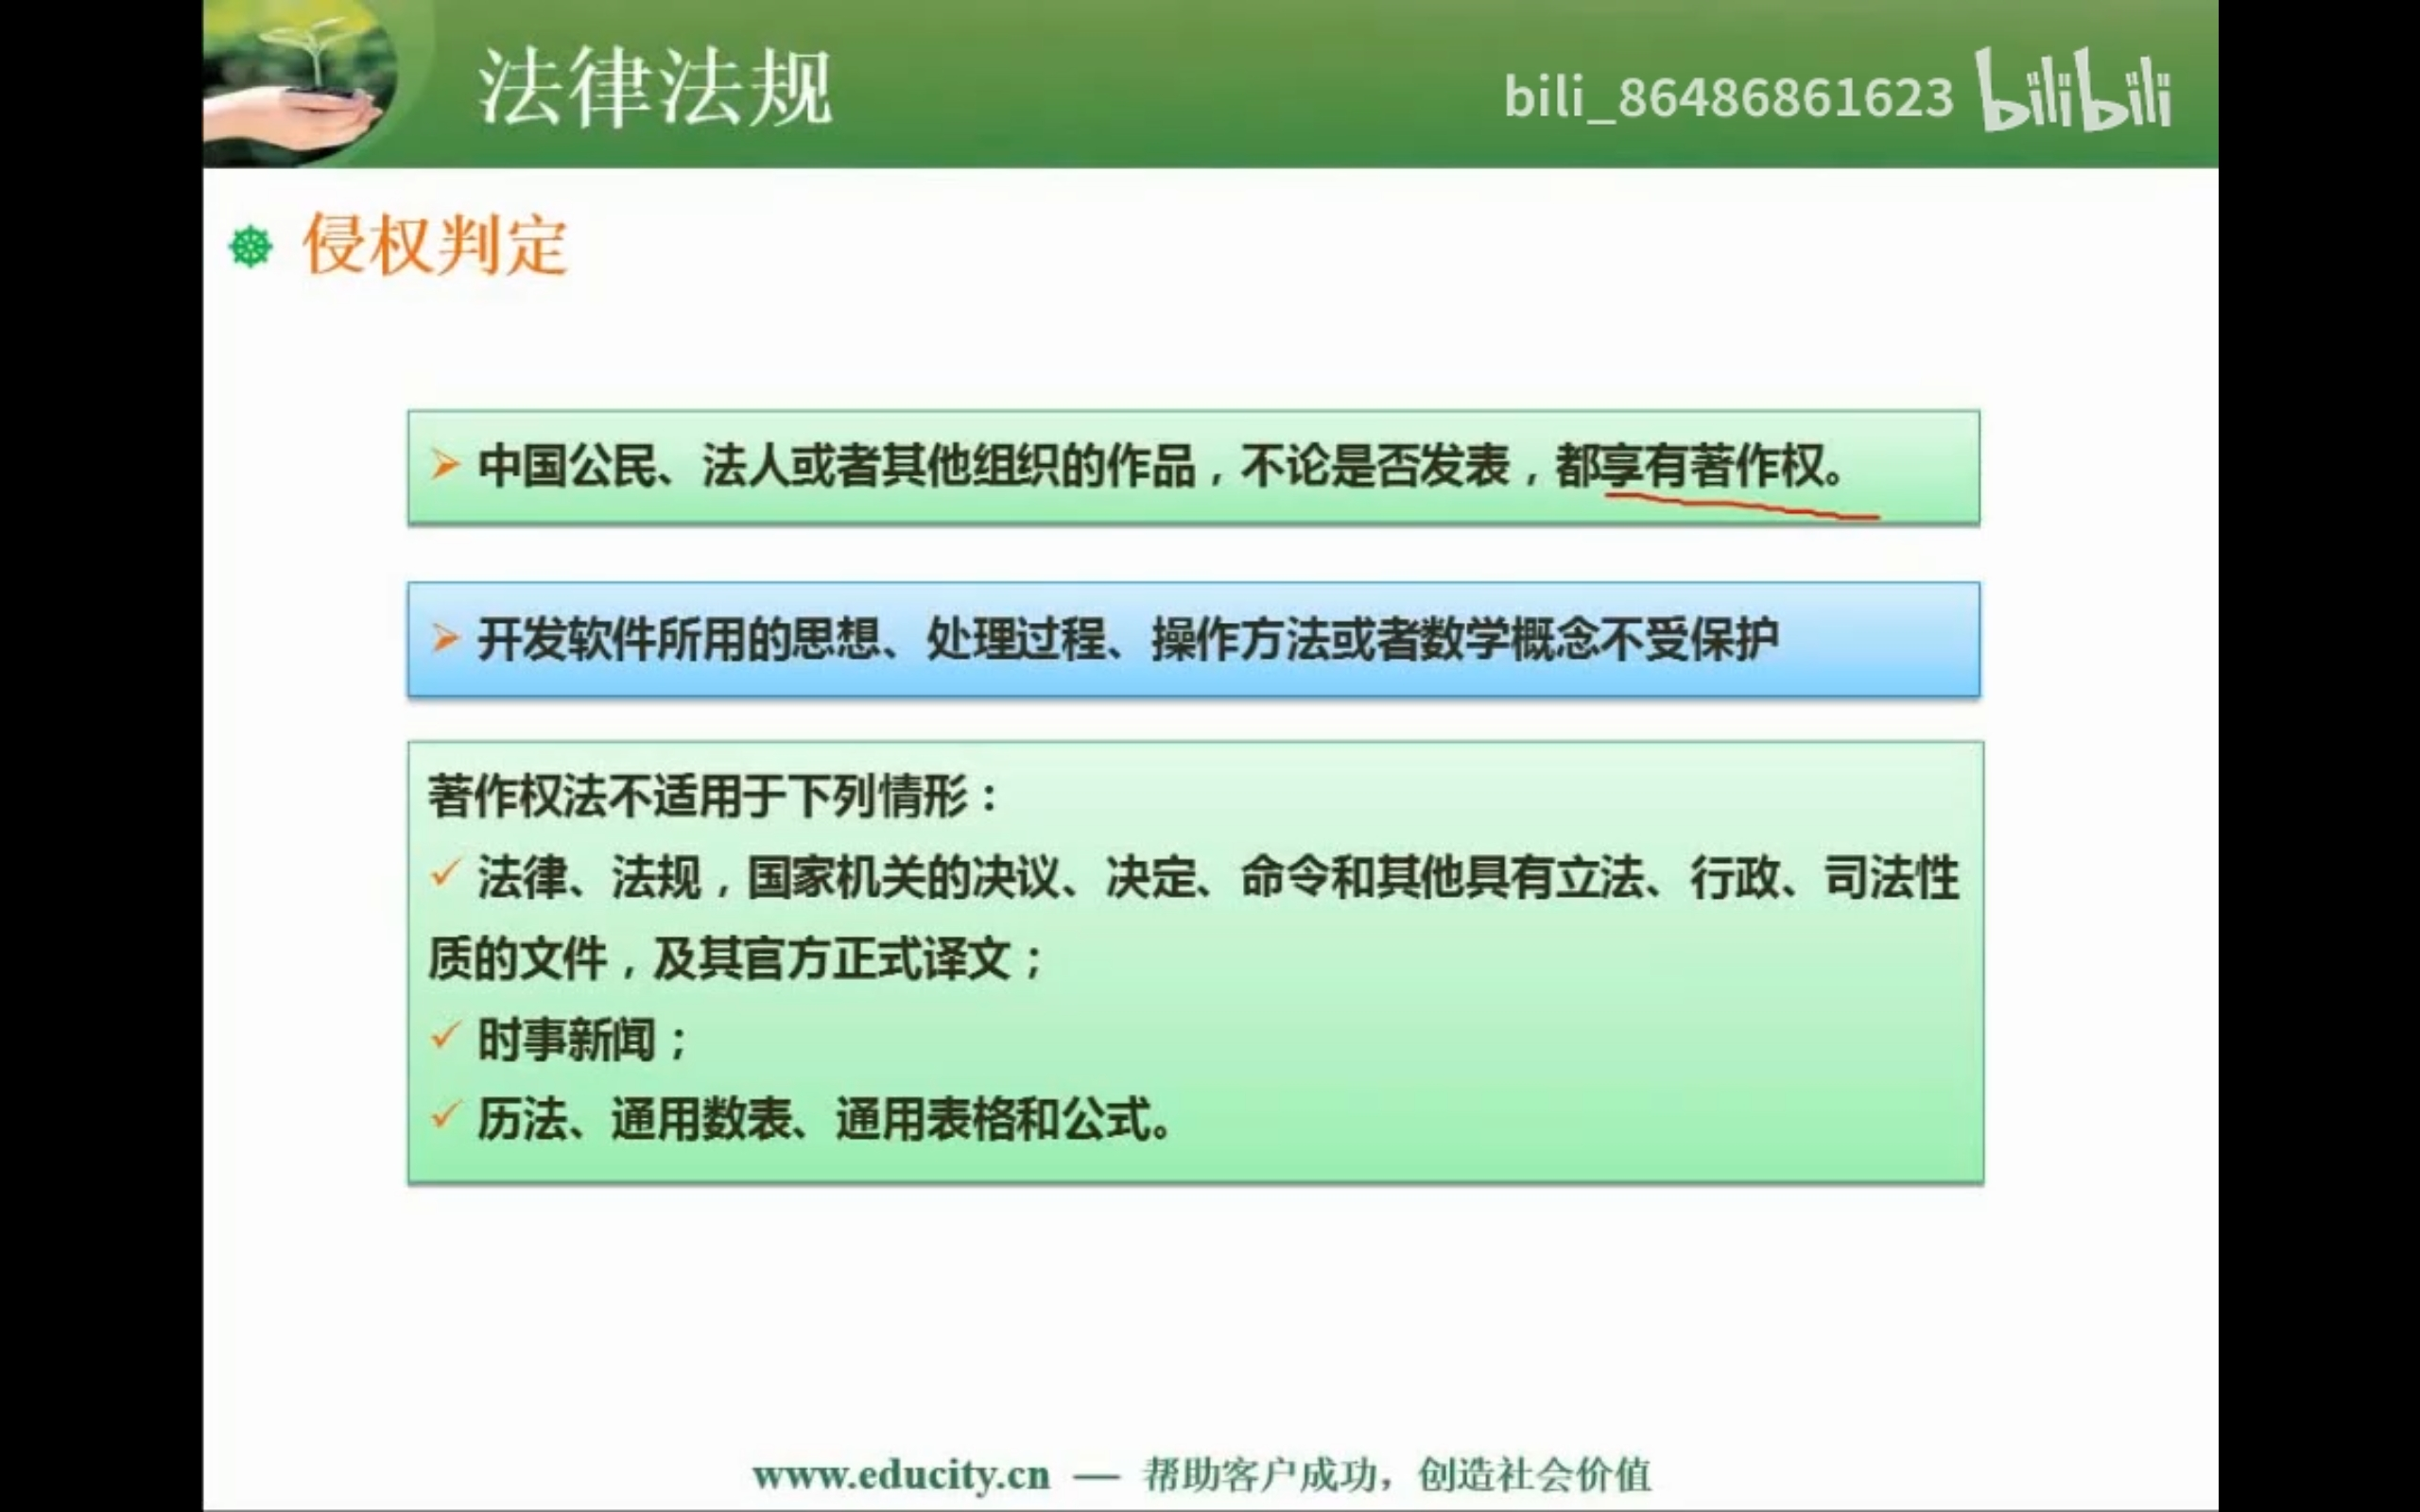 法律法规
bili_86486861623 bilibili
侵权判定
中国公民、法人或者其他组织的作品，不论是否发表，都享有著作权。
开发软件所用的思想、处理过程、操作方法或者数学概念不受保护
著作权法不适用于下列情形：
法律、法规，国家机关的决议、决定、命令和其他具有立法、行政、司法性
质的文件，及其官方正式译文；
时事新闻；
历法、通用数表、通用表格和公式。
www.educity.cn — 帮助客户成功，创造社会价值